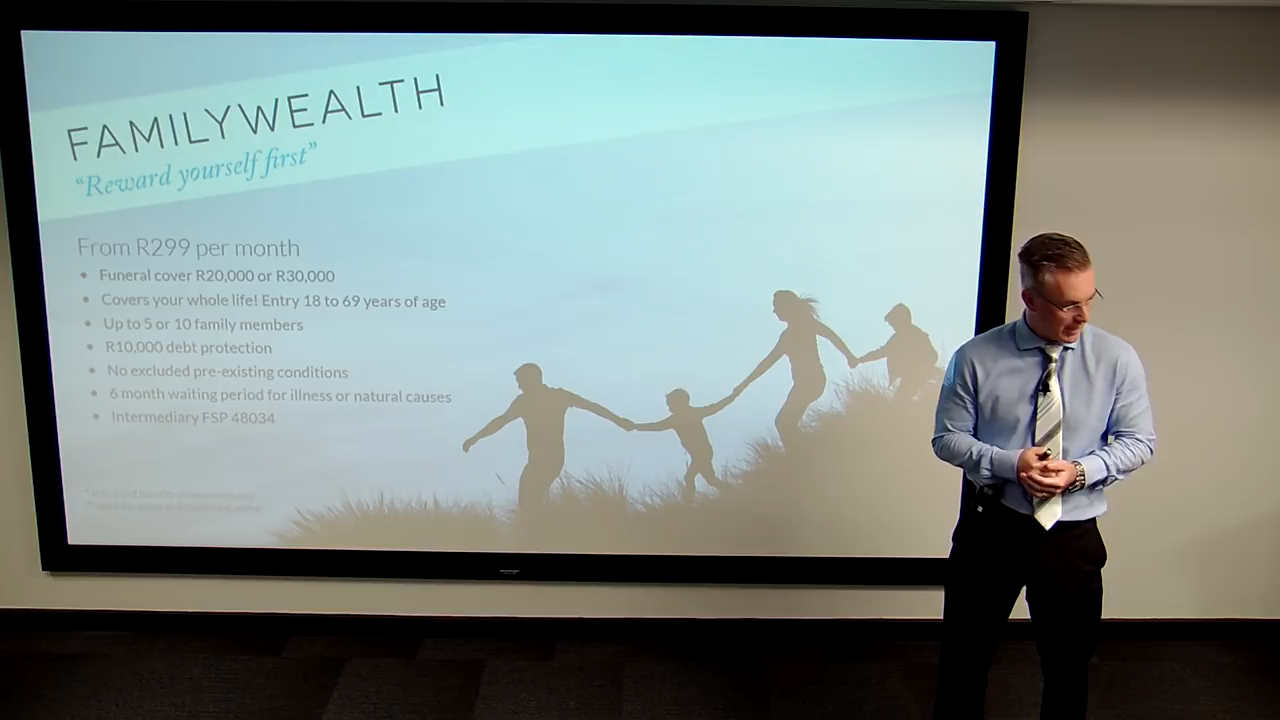 FAMILYWEALTH
“Reward yourself first”
From R299 per month
• Funeral cover R20,000 or R30,000
• Covers your whole life! Entry 18 to 69 years of age
• Up to 5 or 10 family members
• R10,000 debt protection
• No excluded pre-existing conditions
• 6 month waiting period for illness or natural causes
• Intermediary FSP 48034